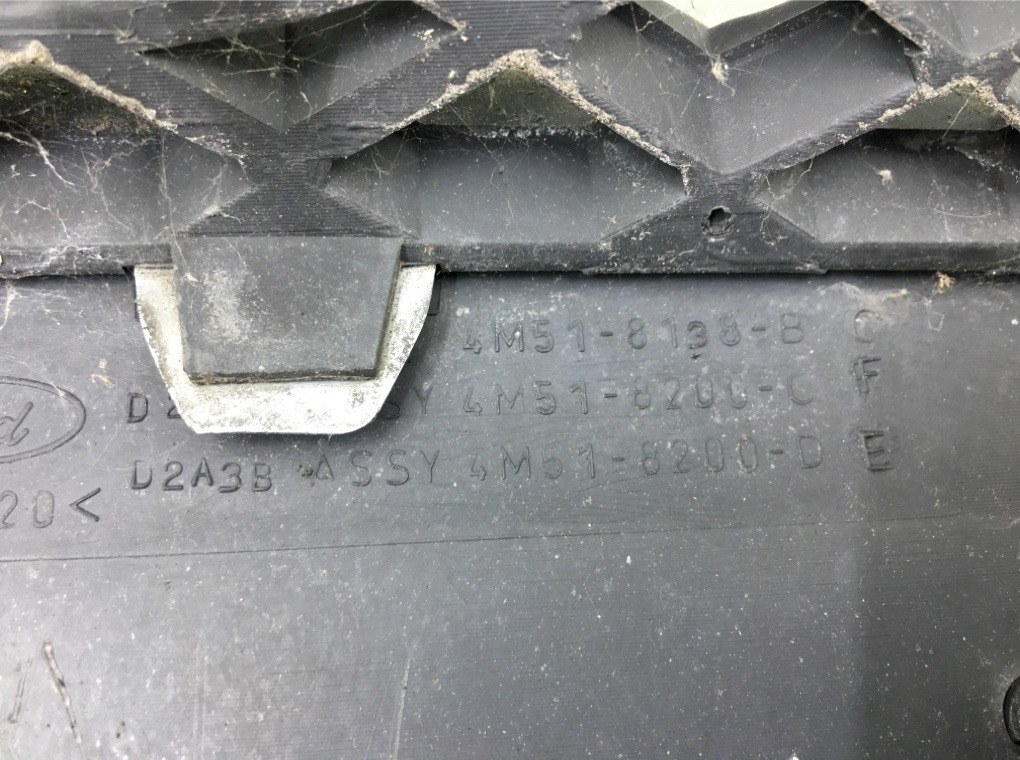 4M51-8138-B C
ASSY 4M51-8200-C F
D2A3B ASSY 4M51-8200-D E
20<